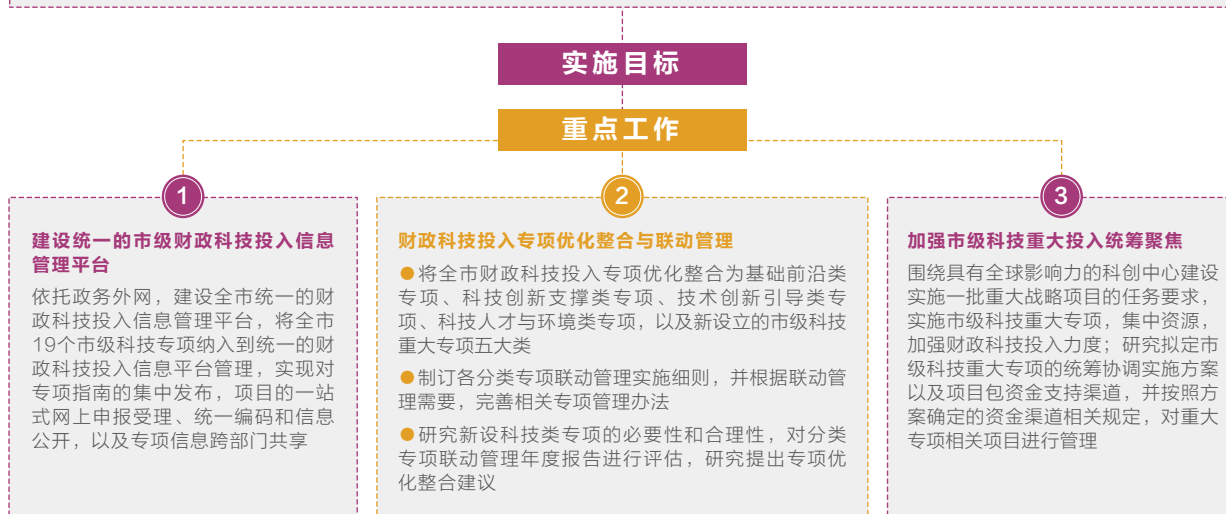 实施目标
重点工作
1
建设统一的市级财政科技投入信息
管理平台
依托政务外网，建设全市统一的财
政科技投入信息管理平台，将全市
19个市级科技专项纳入到统一的财
政科技投入信息平台管理，实现对
专项指南的集中发布，项目的一站
式网上申报受理、统一编码和信息
公开，以及专项信息跨部门共享
2
财政科技投入专项优化整合与联动管理
●将全市财政科技投入专项优化整合为基础前沿类
专项、科技创新支撑类专项、技术创新引导类专
项、科技人才与环境类专项，以及新设立的市级科技
重大专项五大类
●制订各分类专项联动管理实施细则，并根据联动管
理需要，完善相关专项管理办法
●研究新设科技类专项的必要性和合理性，对分类
专项联动管理年度报告进行评估，研究提出专项优
化整合建议
3
加强市级科技重大投入统筹聚焦
围绕具有全球影响力的科创中心建设
实施一批重大战略项目的任务要求，
实施市级科技重大专项，集中资源，
加强财政科技投入力度；研究拟定市
级科技重大专项的统筹协调实施方案
以及项目包资金支持渠道，并按照方
案确定的资金渠道相关规定，对重大
专项相关项目进行管理